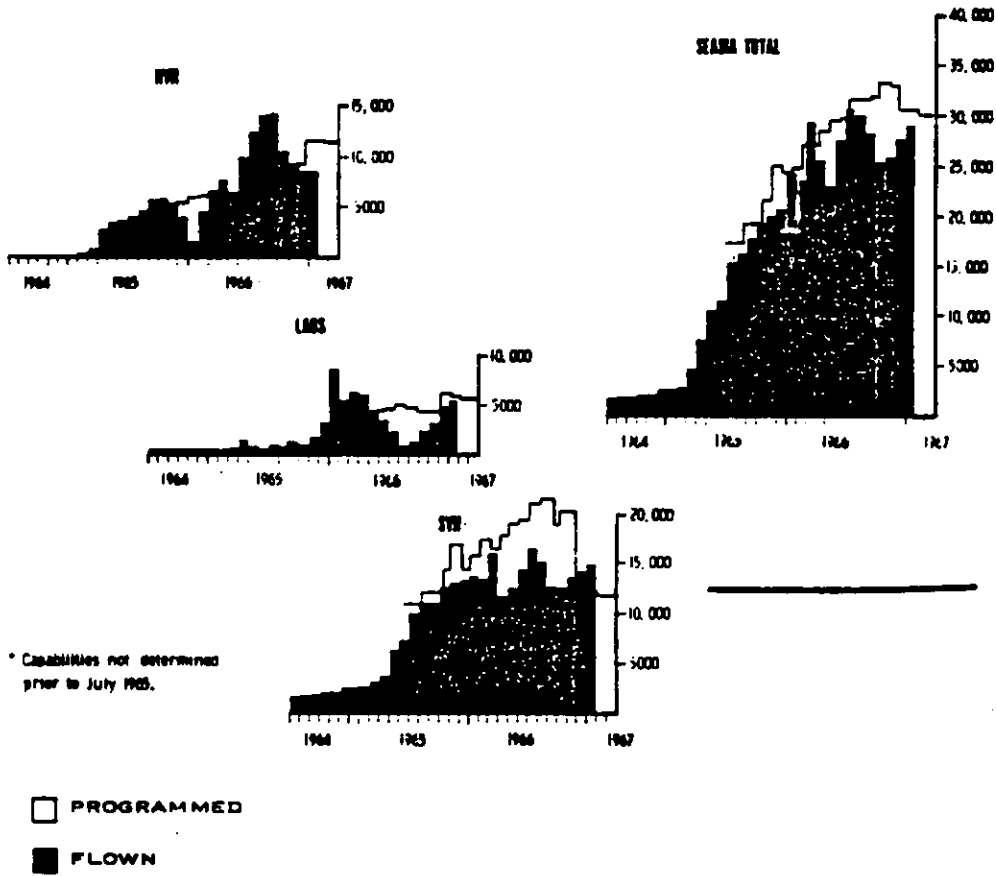 NVN
15,000
10,000
5000
1964 1965 1966 1967
SEASIA TOTAL
40,000
35,000
30,000
25,000
20,000
15,000
10,000
5000
1964 1965 1966 1967
LAOS
10,000
5000
1964 1965 1966 1967
SVN
20,000
15,000
10,000
5000
1964 1965 1966 1967
* Capabilities not determined
prior to July 1965.
PROGRAMMED
FLOWN